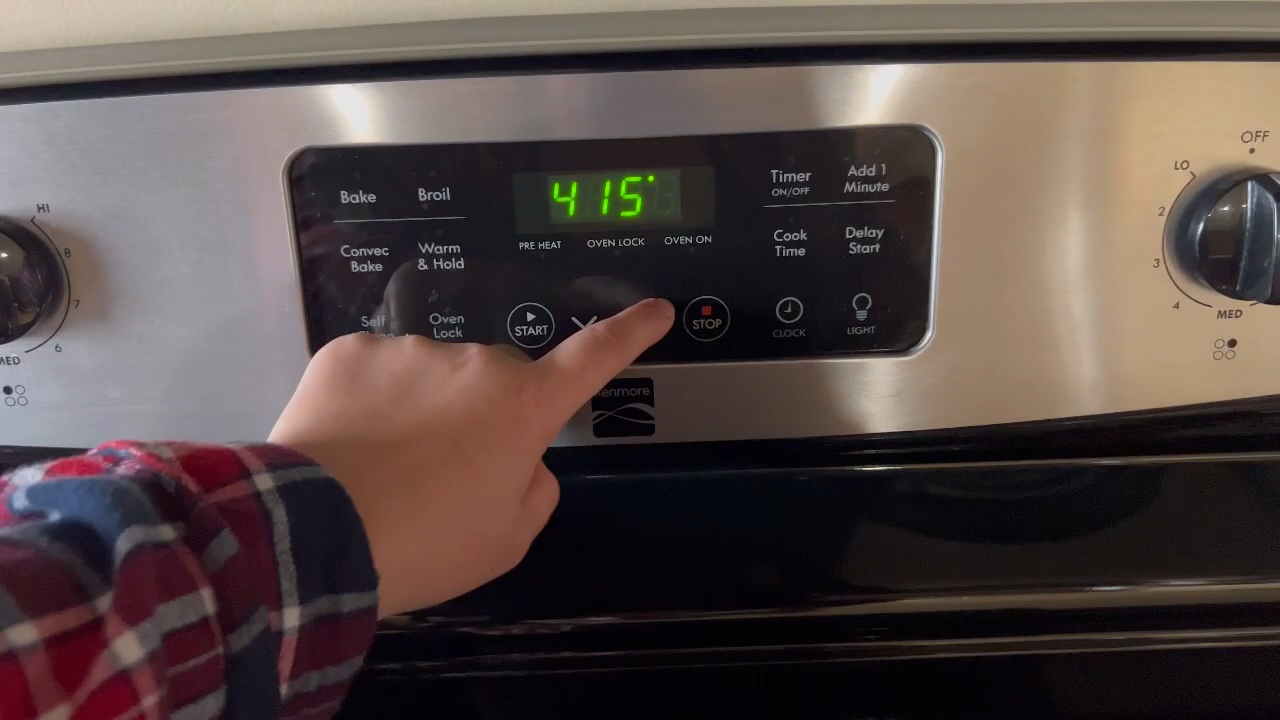 HI
8
7
6
MED
Bake
Broil
Convec
Bake
Warm
& Hold
Self
Oven
Lock
415°
PRE HEAT
OVEN LOCK
OVEN ON
START
STOP
Timer
ON/OFF
Add 1
Minute
Cook
Time
Delay
Start
CLOCK
LIGHT
Kenmore
OFF
LO
2
3
4
MED